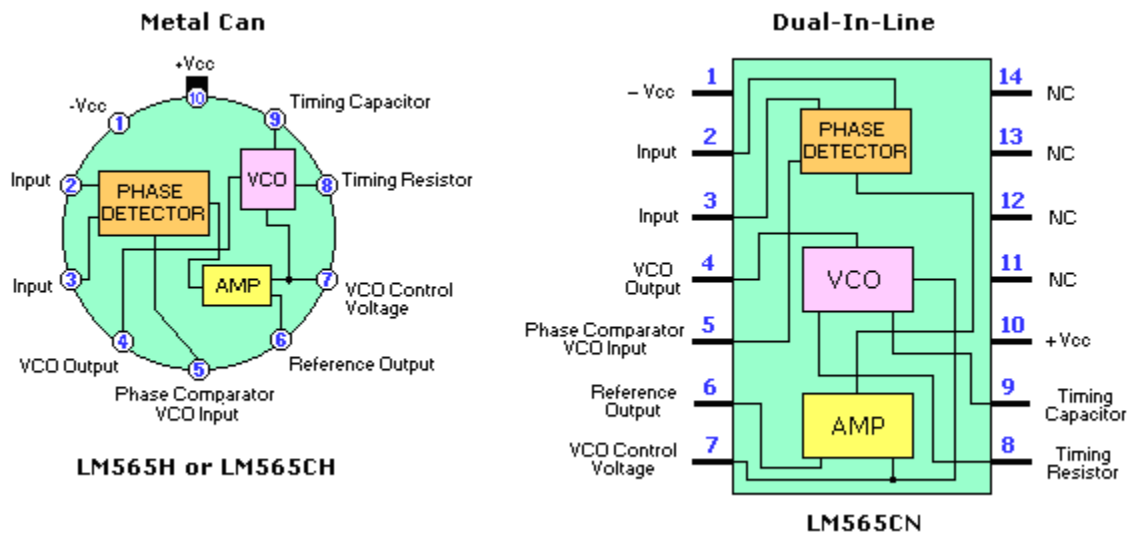 Metal Can
+Vcc
10
-Vcc
1
9
Timing Capacitor
Input
2
PHASE
DETECTOR
VCO
8
Timing Resistor
Input
3
AMP
7
VCO Control
Voltage
4
VCO Output
6
Reference Output
5
Phase Comparator
VCO Input
LM565H or LM565CH
Dual-In-Line
1
– Vcc
14
NC
2
Input
PHASE
DETECTOR
13
NC
3
Input
12
NC
4
VCO
Output
VCO
11
NC
5
Phase Comparator
VCO Input
10
+Vcc
6
Reference
Output
9
Timing
Capacitor
AMP
7
VCO Control
Voltage
8
Timing
Resistor
LM565CN